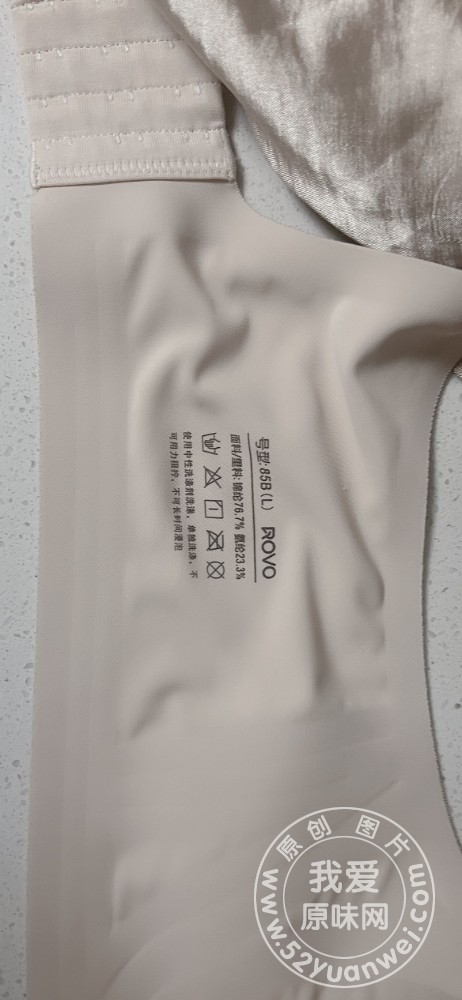 号型: 85B (L) ROVO
面料/里料: 锦纶76.7% 氨纶23.3%
使用中性洗涤剂洗涤，单独洗涤，不
可用力扭拧，不可长时间浸泡
原创图片
我爱
原味网
www.52yuanwei.com